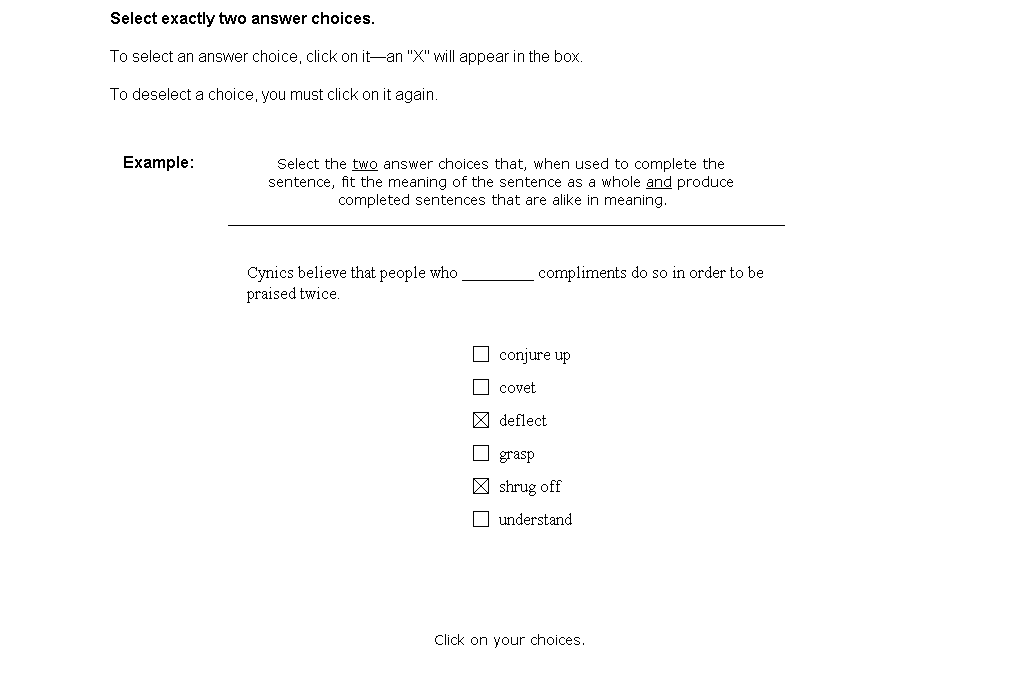 Select exactly two answer choices.
To select an answer choice, click on it—an "X" will appear in the box.
To deselect a choice, you must click on it again.
Example:
Select the two answer choices that, when used to complete the
sentence, fit the meaning of the sentence as a whole and produce
completed sentences that are alike in meaning.
Cynics believe that people who _________ compliments do so in order to be
praised twice.
conjure up
covet
deflect
grasp
shrug off
understand
Click on your choices.